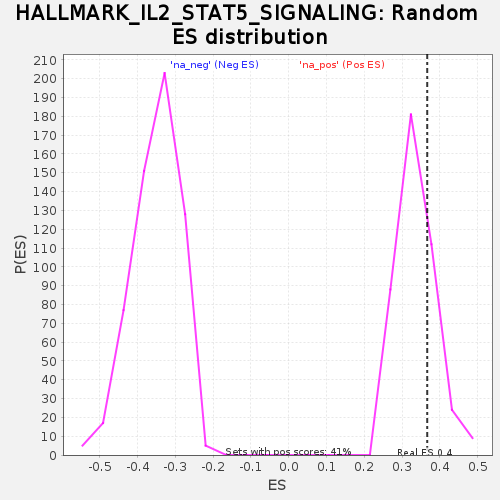 HALLMARK_IL2_STAT5_SIGNALING: Random
ES distribution
'na_neg' (Neg ES) 'na_pos' (Pos ES)
210
200
190
180
170
160
150
140
130
120
110
100
90
80
70
60
50
40
30
20
10
0
P(ES)
Sets with pos scores: 41%
Real ES 0.4
-0.5 -0.4 -0.3 -0.2 -0.1 0.0 0.1 0.2 0.3 0.4 0.5
ES